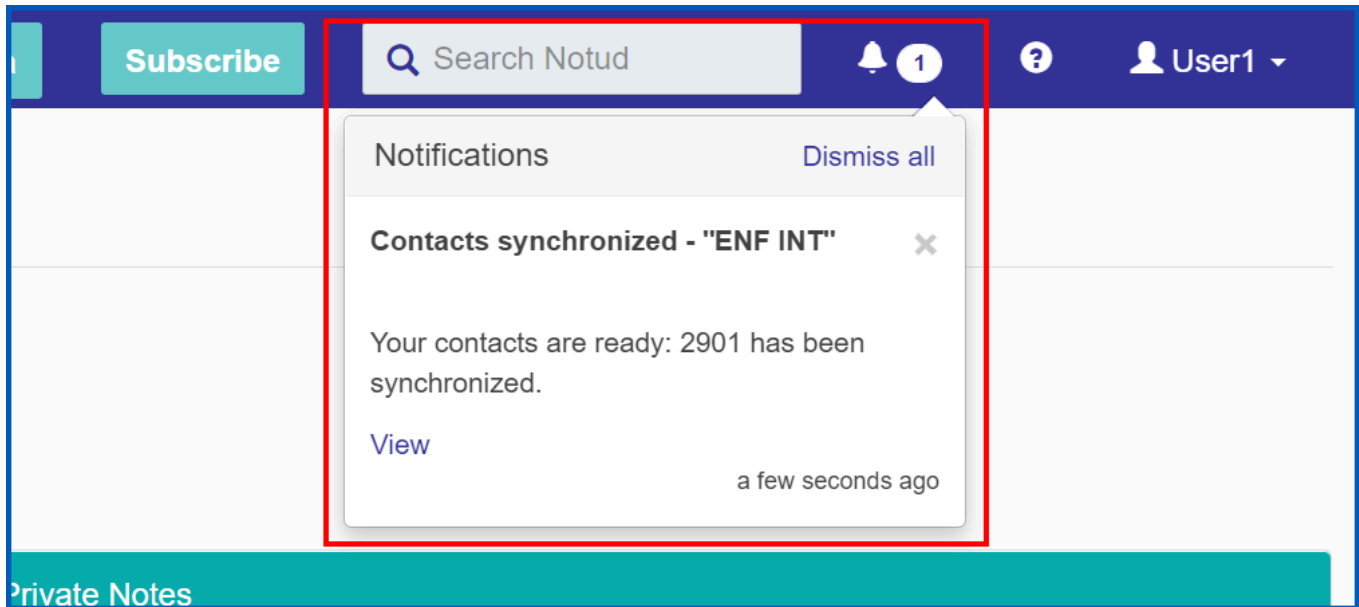 Subscribe
Search Notud
1
?
User1
Notifications
Dismiss all
Contacts synchronized - "ENF INT"
Your contacts are ready: 2901 has been
synchronized.
View
a few seconds ago
Private Notes